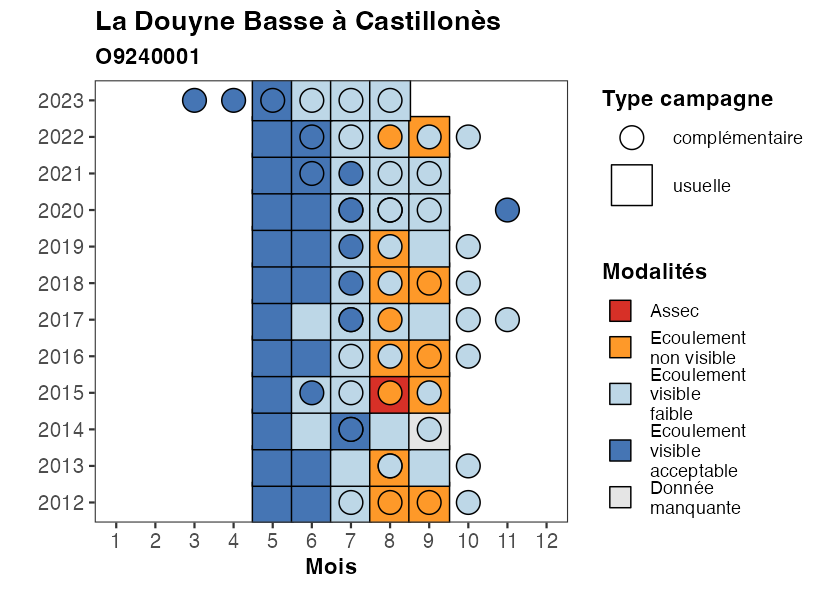 La Douyne Basse à Castillonès
O9240001
2023
2022
2021
2020
2019
2018
2017
2016
2015
2014
2013
2012
1 2 3 4 5 6 7 8 9 10 11 12
Mois
Type campagne
complémentaire
usuelle
Modalités
Assec
Ecoulement
non visible
Ecoulement
visible
faible
Ecoulement
visible
acceptable
Donnée
manquante